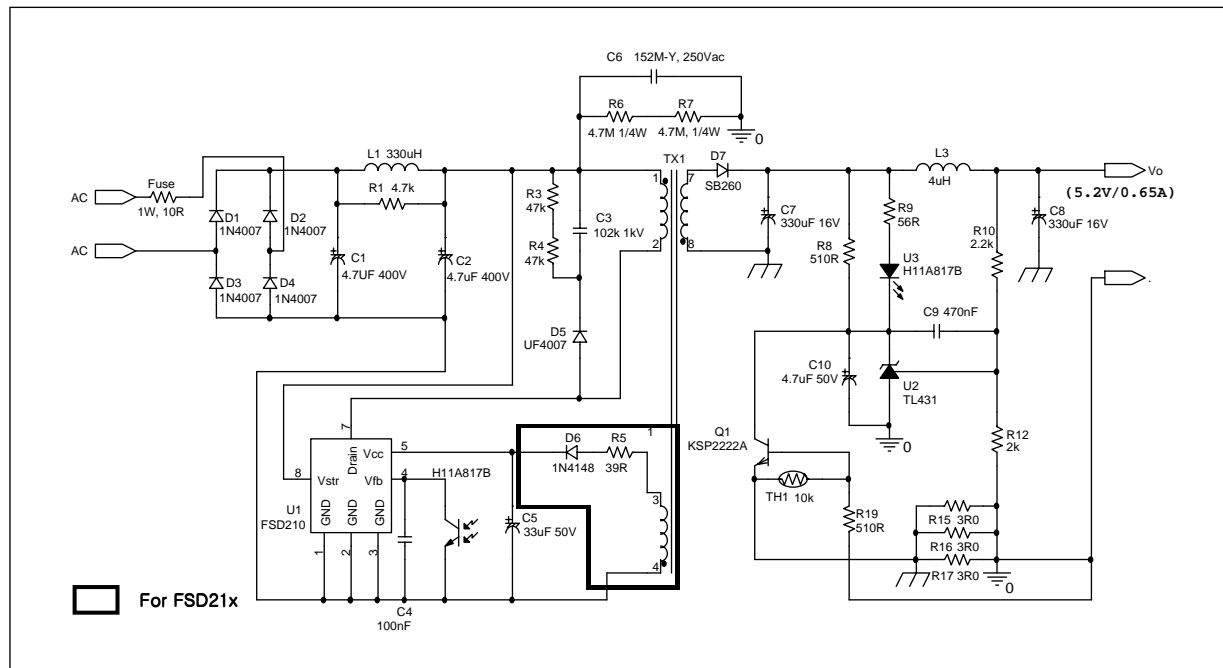 C6 152M-Y, 250Vac
R6 R7
4.7M 1/4W 4.7M, 1/4W
0
L1 330uH
TX1
D7
SB260
L3
4uH
Vo
(5.2V/0.65A)
AC
Fuse
1W, 10R
R1 4.7k
1
7
R3
47k
C3
102k 1kV
C7
330uF 16V
R9
56R
C8
330uF 16V
D1
1N4007
D2
1N4007
AC
R4
47k
2
8
R8
510R
R10
2.2k
C1
4.7UF 400V
C2
4.7uF 400V
U3
H11A817B
D3
1N4007
D4
1N4007
.
C9 470nF
D5
UF4007
C10
4.7uF 50V
U2
TL431
7
1
Q1
KSP2222A
0
R12
2k
Drain
5
Vcc
D6
1N4148
R5
39R
8
Vstr
4
Vfb
H11A817B
TH1 10k
U1
FSD210
GND
GND
GND
C5
33uF 50V
3
R19
510R
R15 3R0
R16 3R0
R17 3R0
1
2
3
4
0
For FSD21x
C4
100nF